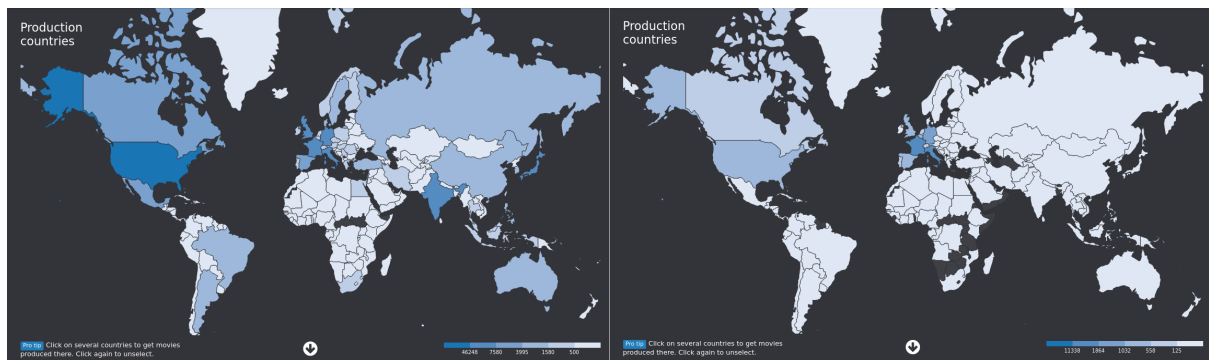 Production
countries
Pro tip Click on several countries to get movies
produced there. Click again to unselect.
46248 7580 3995 1580 500
Production
countries
Pro tip Click on several countries to get movies
produced there. Click again to unselect.
11338 1864 1032 558 125